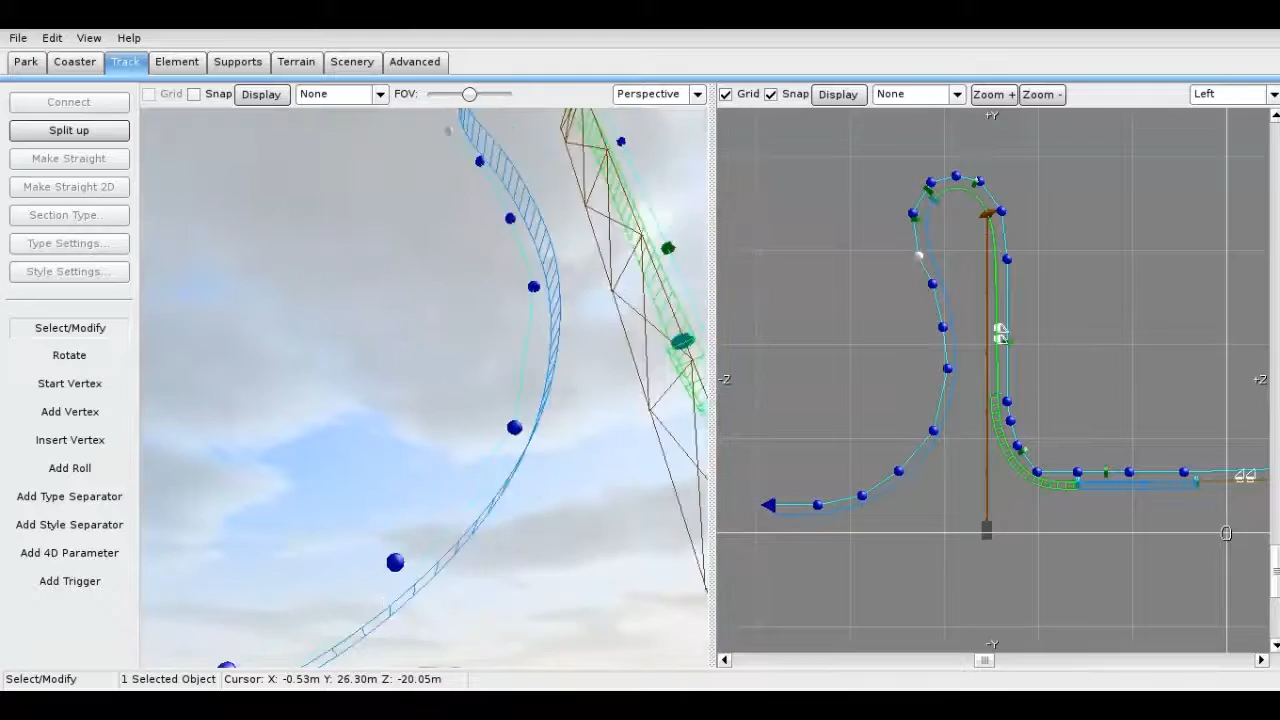 File Edit View Help
Park Coaster Track Element Supports Terrain Scenery Advanced
Connect
Split up
Make Straight
Make Straight 2D
Section Type..
Type Settings...
Style Settings...
Select/Modify
Rotate
Start Vertex
Add Vertex
Insert Vertex
Add Roll
Add Type Separator
Add Style Separator
Add 4D Parameter
Add Trigger
Grid Snap Display None FOV: Perspective
Grid Snap Display None Zoom + Zoom - Left
+Y
-Z
+Z
0
-Y
Select/Modify 1 Selected Object Cursor: X: -0.53m Y: 26.30m Z: -20.05m